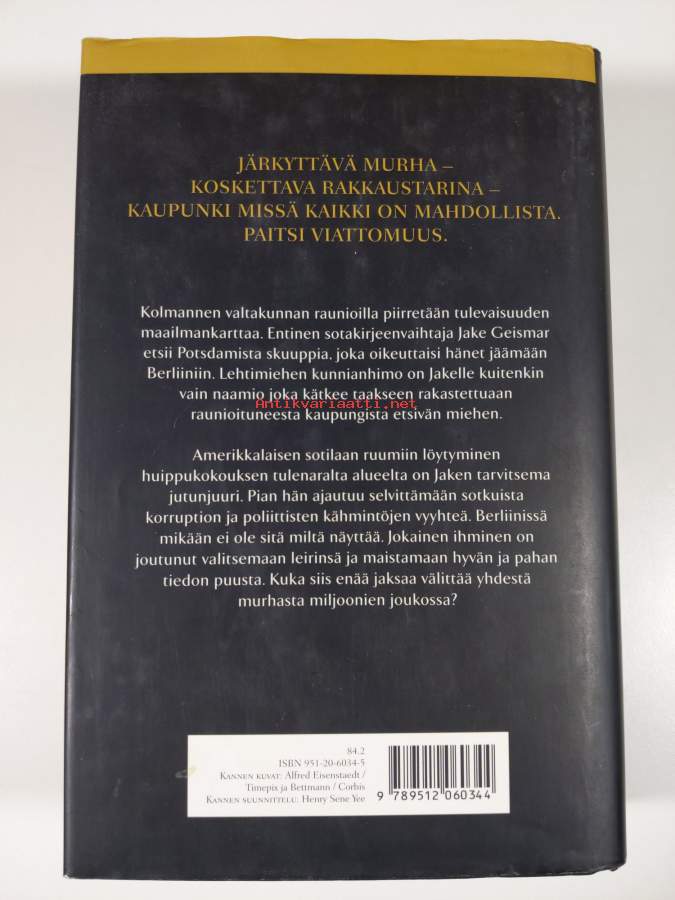 JÄRKYTTÄVÄ MURHA –
KOSKETTAVA RAKKAUSTARINA –
KAUPUNKI MISSÄ KAIKKI ON MAHDOLLISTA.
PAITSI VIATTOMUUS.
Kolmannen valtakunnan raunioilla piirretään tulevaisuuden
maailmankarttaa. Entinen sotakirjeenvaihtaja Jake Geismar
etsii Potsdamista skuuppia, joka oikeuttaisi hänet jäämään
Berliiniin. Lehtimiehen kunnianhimo on Jakelle kuitenkin
vain naamio joka kätkee taakseen rakastettuaan
Antikvariaatti.net
raunioituneesta kaupungista etsivän miehen.
Amerikkalaisen sotilaan ruumiin löytyminen
huippukokouksen tulenaralta alueelta on Jaken tarvitsema
jutunjuuri. Pian hän ajautuu selvittämään sotkuista
korruption ja poliittisten kähmintöjen vyyhteä. Berliinissä
mikään ei ole sitä miltä näyttää. Jokainen ihminen on
joutunut valitsemaan leirinsä ja maistamaan hyvän ja pahan
tiedon puusta. Kuka siis enää jaksaa välittää yhdestä
murhasta miljoonien joukossa?
84.2
ISBN 951-20-6034-5
KANNEN KUVAT: Alfred Eisenstaedt /
Timepix ja Bettmann / Corbis
KANNEN SUUNNITTELU: Henry Sene Yee
9 789512 060344